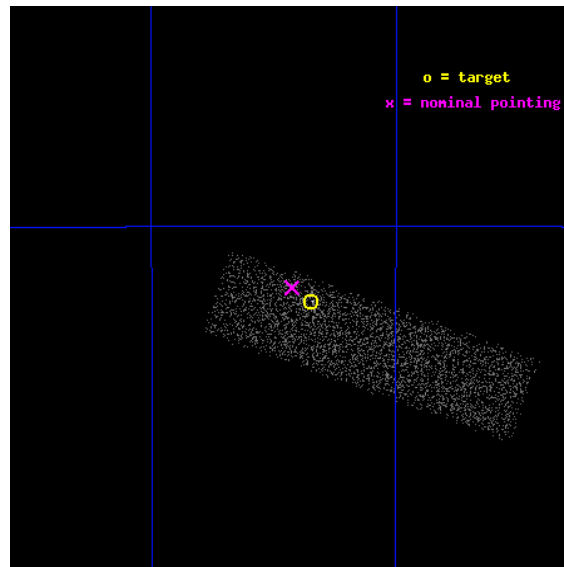 o = target
x = nominal pointing